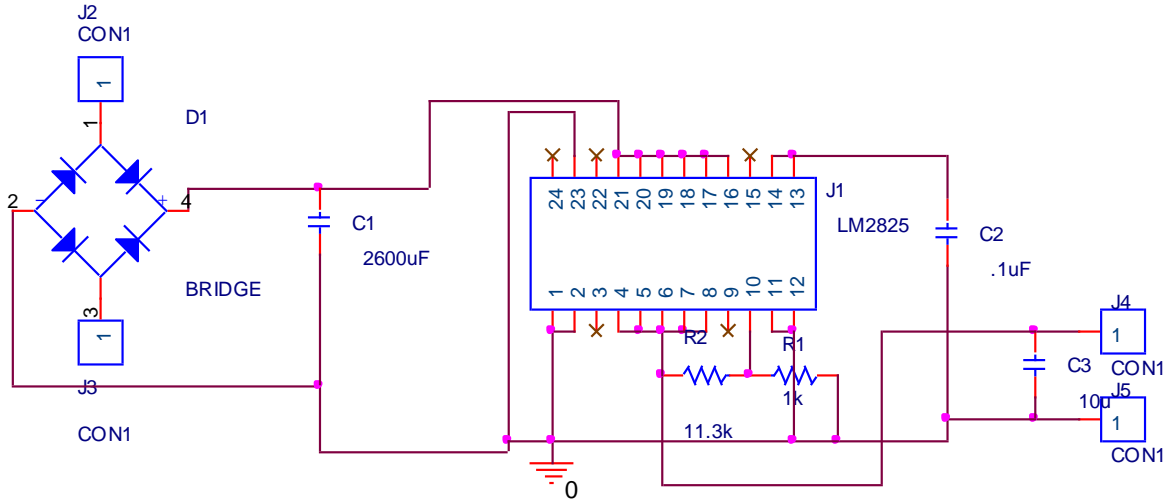 J2
CON1
1
1
D1
2
-
+
4
BRIDGE
3
1
J3
CON1
C1
2600uF
24 23 22 21 20 19 18 17 16 15 14 13
J1
LM2825
1 2 3 4 5 6 7 8 9 10 11 12
R2
11.3k
R1
1k
0
C2
.1uF
J4
1
CON1
C3
10u
J5
1
CON1